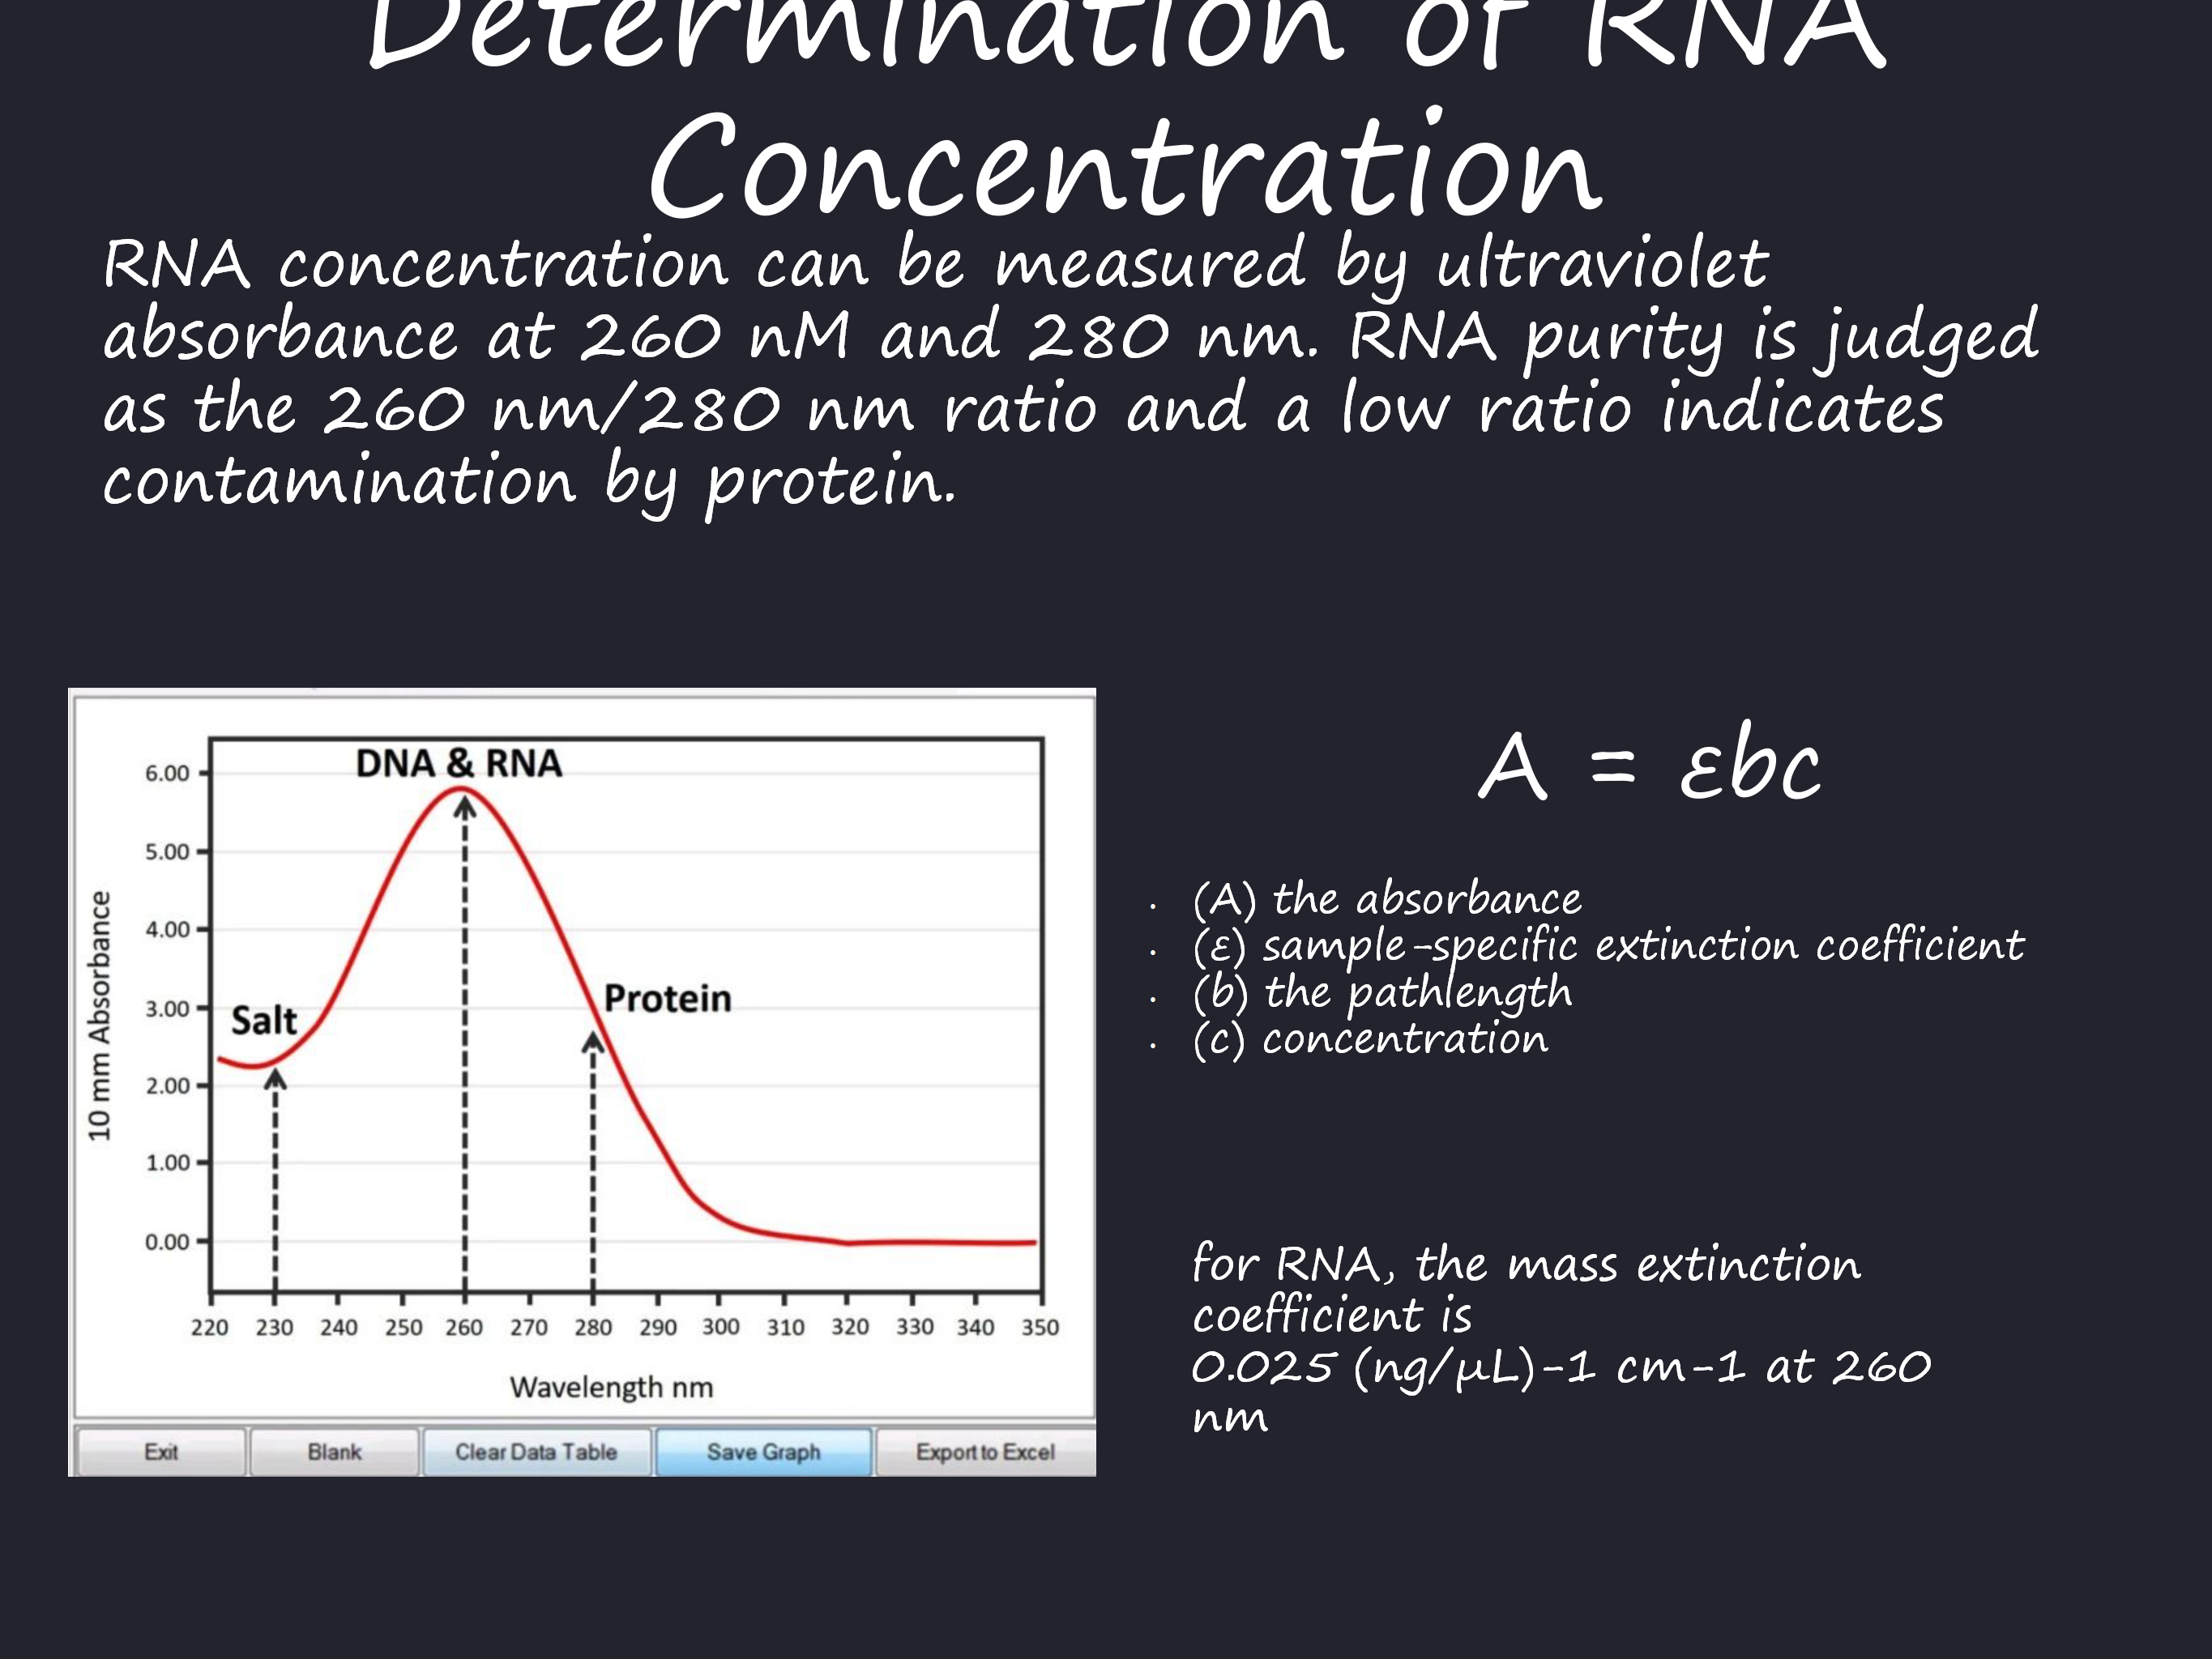 Determination of RNA
Concentration
RNA concentration can be measured by ultraviolet
absorbance at 260 nM and 280 nm. RNA purity is judged
as the 260 nm/280 nm ratio and a low ratio indicates
contamination by protein.
DNA & RNA
6.00
5.00
4.00
3.00
2.00
1.00
0.00
10 mm Absorbance
Salt
Protein
220 230 240 250 260 270 280 290 300 310 320 330 340 350
Wavelength nm
Exit Blank Clear Data Table Save Graph Export to Excel
A = εbc
• (A) the absorbance
• (ε) sample-specific extinction coefficient
• (b) the pathlength
• (c) concentration
for RNA, the mass extinction
coefficient is
0.025 (ng/μL)-1 cm-1 at 260
nm